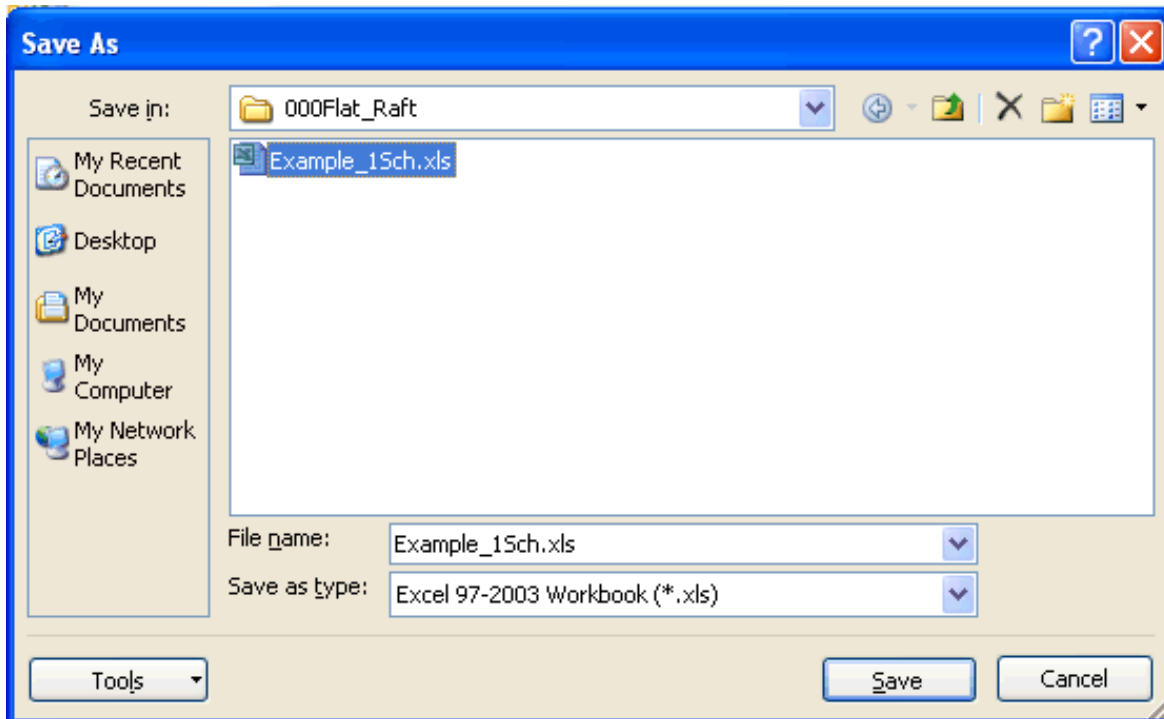 Save As
Save in:
000Flat_Raft
My Recent
Documents
Desktop
My
Documents
My
Computer
My Network
Places
Example_1Sch.xls
File name:
Example_1Sch.xls
Save as type:
Excel 97-2003 Workbook (*.xls)
Tools
Save
Cancel